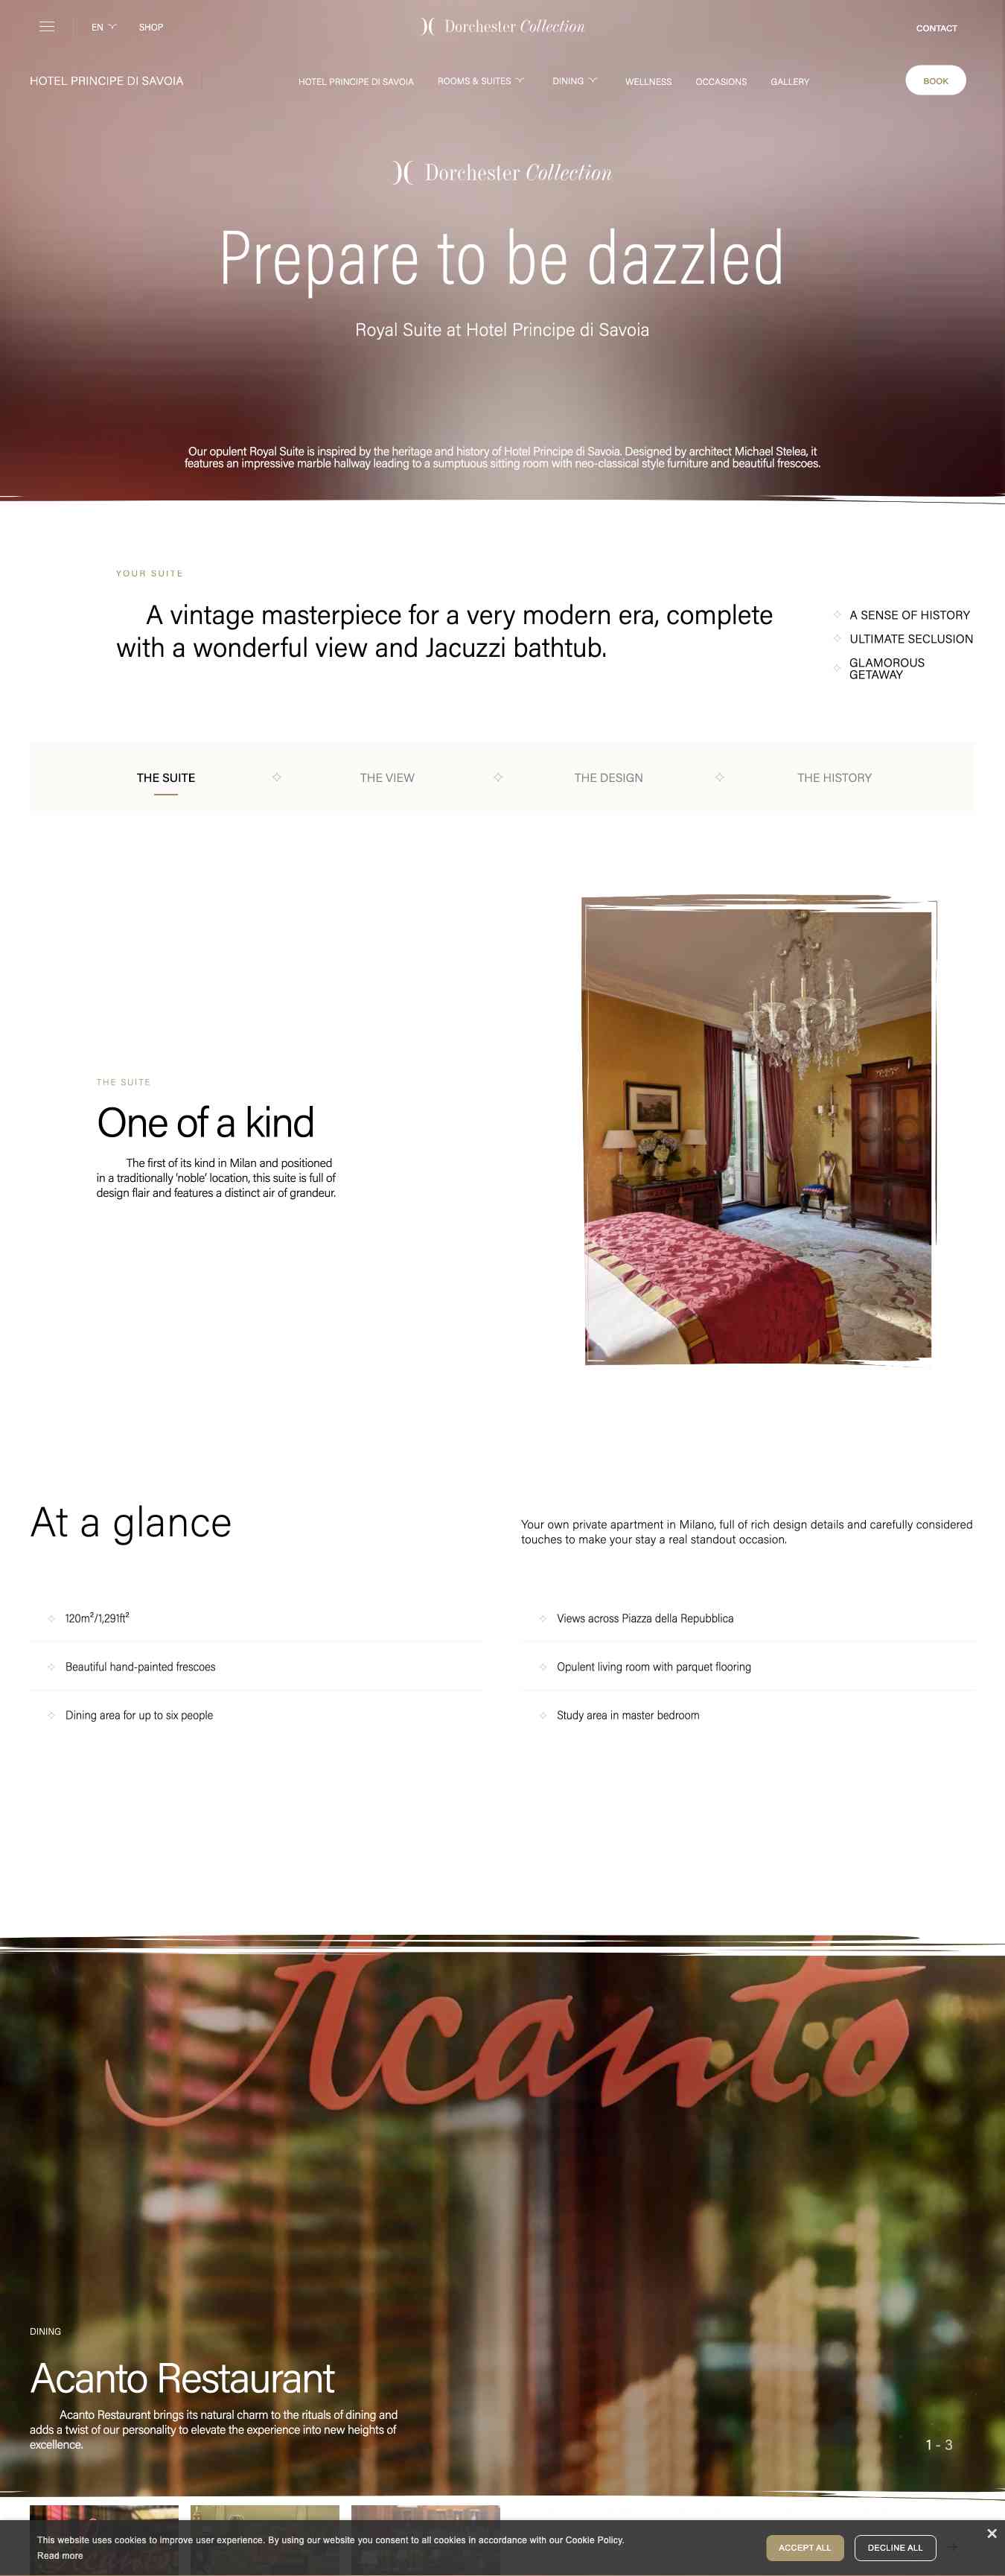 EN
SHOP
Dorchester Collection
CONTACT
HOTEL PRINCIPE DI SAVOIA
HOTEL PRINCIPE DI SAVOIA
ROOMS & SUITES
DINING
WELLNESS
OCCASIONS
GALLERY
BOOK
Dorchester Collection
Prepare to be dazzled
Royal Suite at Hotel Principe di Savoia
Our opulent Royal Suite is inspired by the heritage and history of Hotel Principe di Savoia. Designed by architect Michael Stelea, it
features an impressive marble hallway leading to a sumptuous sitting room with neo-classical style furniture and beautiful frescoes.
YOUR SUITE
A vintage masterpiece for a very modern era, complete
with a wonderful view and Jacuzzi bathtub.
A SENSE OF HISTORY
ULTIMATE SECLUSION
GLAMOROUS
GETAWAY
THE SUITE
THE VIEW
THE DESIGN
THE HISTORY
THE SUITE
One of a kind
The first of its kind in Milan and positioned
in a traditionally 'noble' location, this suite is full of
design flair and features a distinct air of grandeur.
At a glance
Your own private apartment in Milano, full of rich design details and carefully considered
touches to make your stay a real standout occasion.
120m²/1,291ft²
Views across Piazza della Repubblica
Beautiful hand-painted frescoes
Opulent living room with parquet flooring
Dining area for up to six people
Study area in master bedroom
Acanto
DINING
Acanto Restaurant
Acanto Restaurant brings its natural charm to the rituals of dining and
adds a twist of our personality to elevate the experience into new heights of
excellence.
1 - 3
This website uses cookies to improve user experience. By using our website you consent to all cookies in accordance with our Cookie Policy.
Read more
ACCEPT ALL
DECLINE ALL